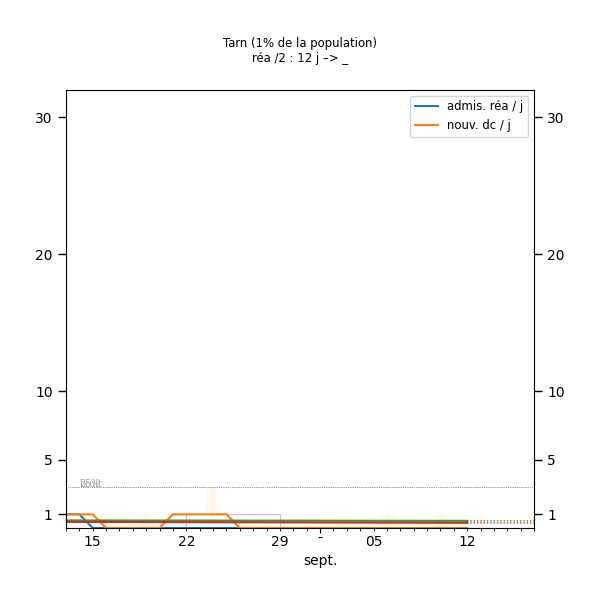 Tarn (1% de la population)
réa /2 : 12 j –> _
admis. réa / j
nouv. dc / j
30 30
20 20
10 10
5 5
1 1
15 22 29 - 05 12
sept.